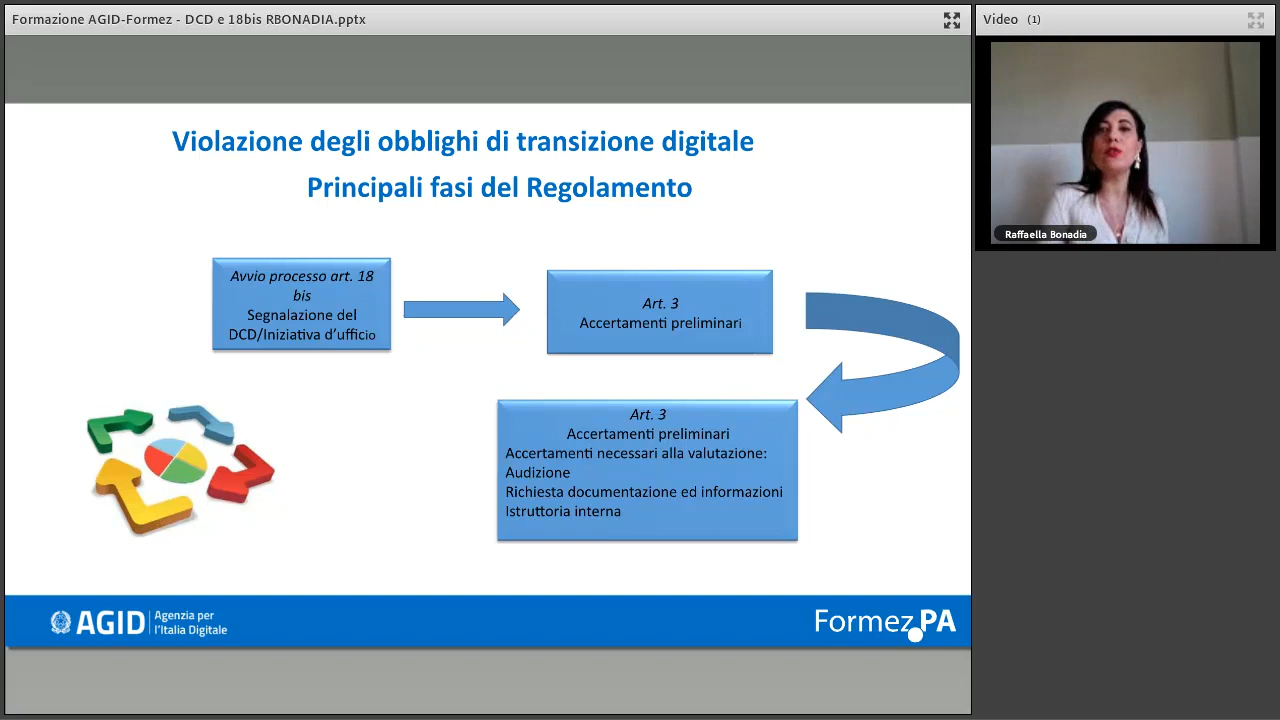 Formazione AGID-Formez - DCD e 18bis RBONADIA.pptx
Video (1)
Raffaella Bonadia
Violazione degli obblighi di transizione digitale
Principali fasi del Regolamento
Avvio processo art. 18
bis
Segnalazione del
DCD/Iniziativa d'ufficio
Art. 3
Accertamenti preliminari
Art. 3
Accertamenti preliminari
Accertamenti necessari alla valutazione:
Audizione
Richiesta documentazione ed informazioni
Istruttoria interna
AGID
Agenzia per
l'Italia Digitale
Formez PA